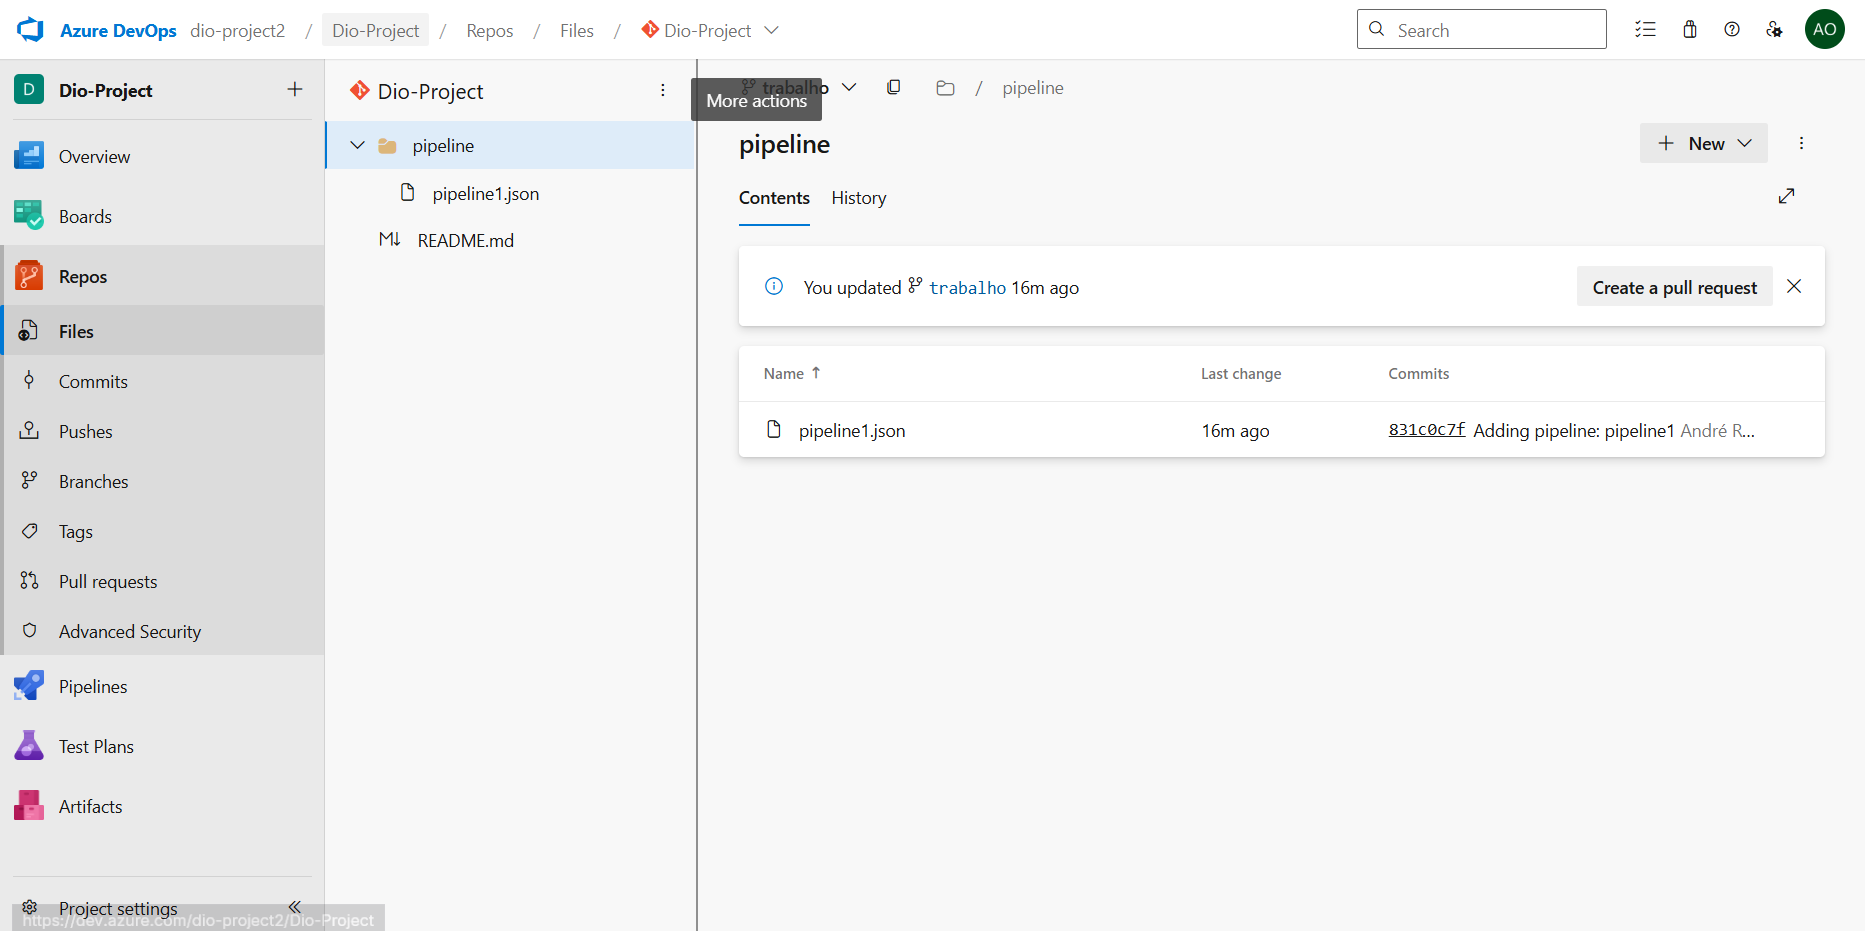 Azure DevOps dio-project2 / Dio-Project / Repos / Files / Dio-Project
Search
AO
D Dio-Project
Overview
Boards
Repos
Files
Commits
Pushes
Branches
Tags
Pull requests
Advanced Security
Pipelines
Test Plans
Artifacts
Project settings
https://dev.azure.com/dio-project2/Dio-Project
Dio-Project
pipeline
pipeline1.json
README.md
trabalho / pipeline
More actions
pipeline
New
Contents History
You updated trabalho 16m ago
Create a pull request
Name Last change Commits
pipeline1.json 16m ago 831c0c7f Adding pipeline: pipeline1 André R...